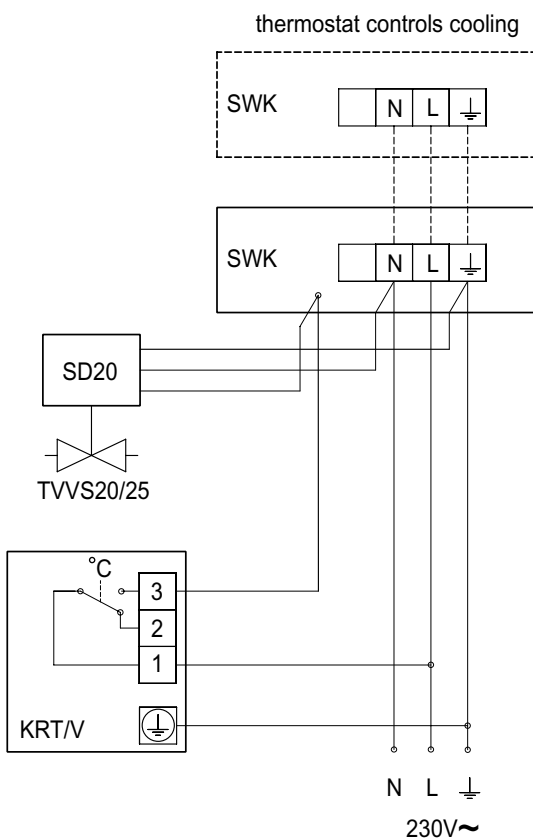 thermostat controls cooling
SWK
N L ⏚
SWK
N L ⏚
SD20
TVVS20/25
°C
3
2
1
KRT/V
⏚
N L ⏚
230V~